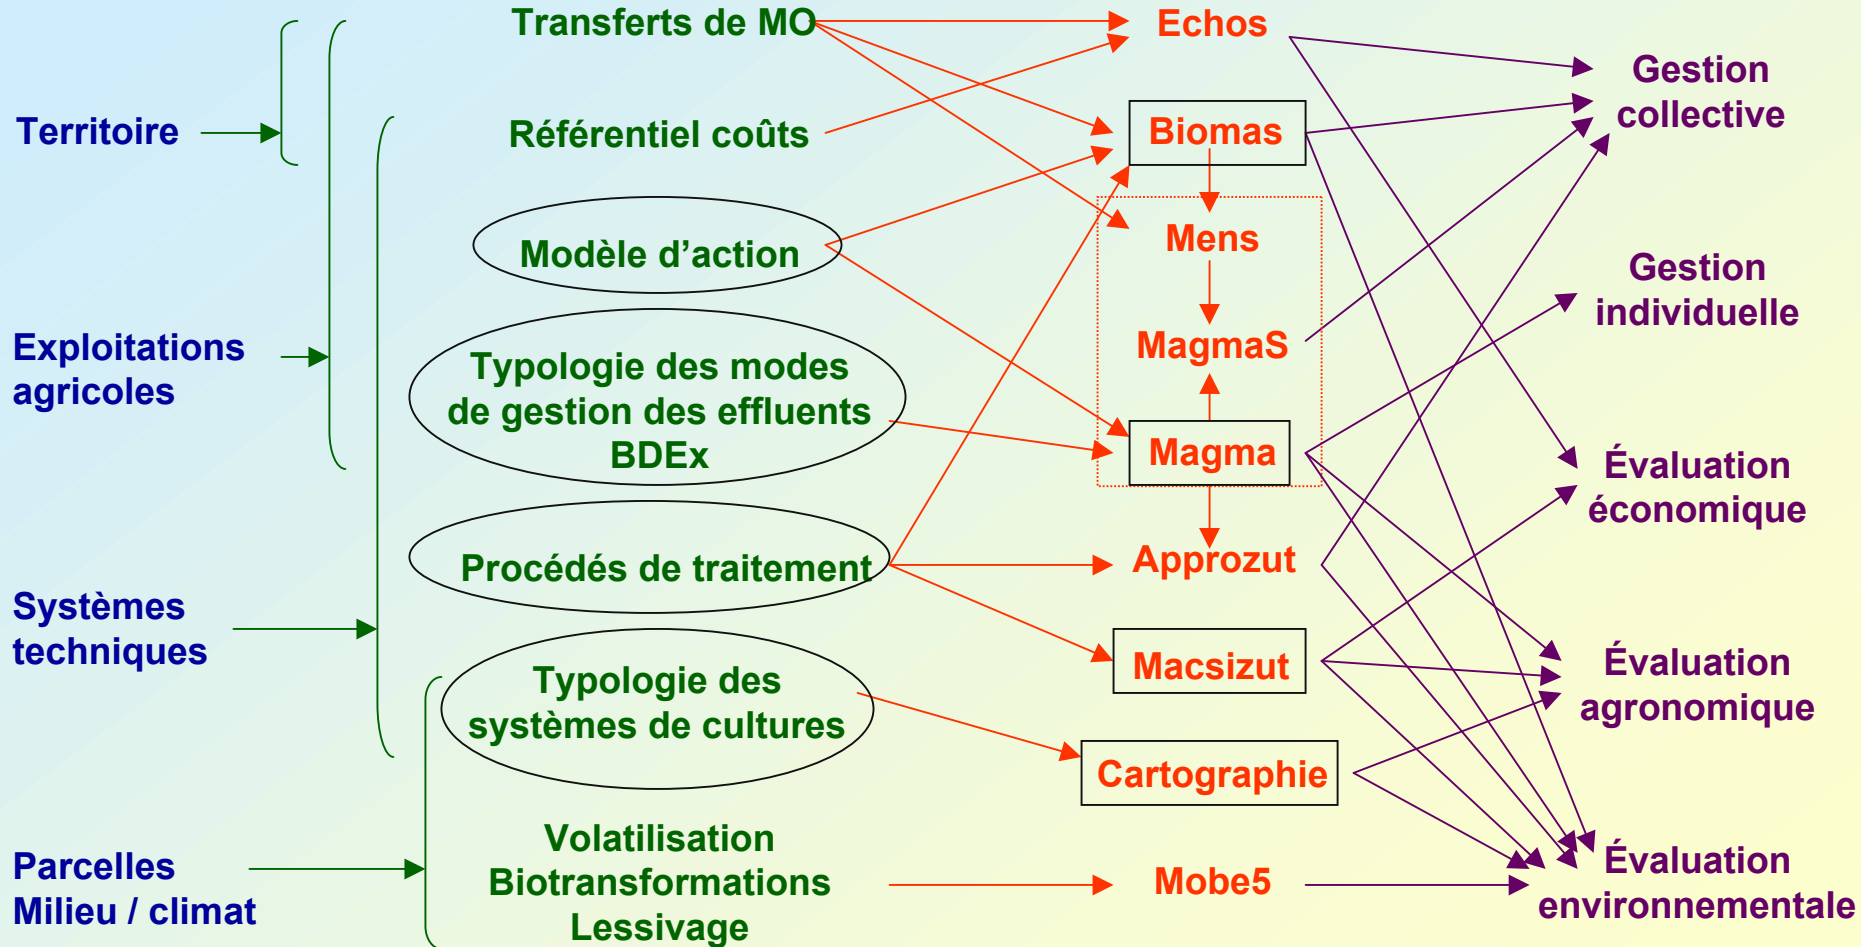 Territoire
Exploitations
agricoles
Systèmes
techniques
Parcelles
Milieu / climat
Transferts de MO
Référentiel coûts
Modèle d’action
Typologie des modes
de gestion des effluents
BDEx
Procédés de traitement
Typologie des
systèmes de cultures
Volatilisation
Biotransformations
Lessivage
Echos
Biomas
Mens
MagmaS
Magma
Approzut
Macsizut
Cartographie
Mobe5
Gestion
collective
Gestion
individuelle
Évaluation
économique
Évaluation
agronomique
Évaluation
environnementale